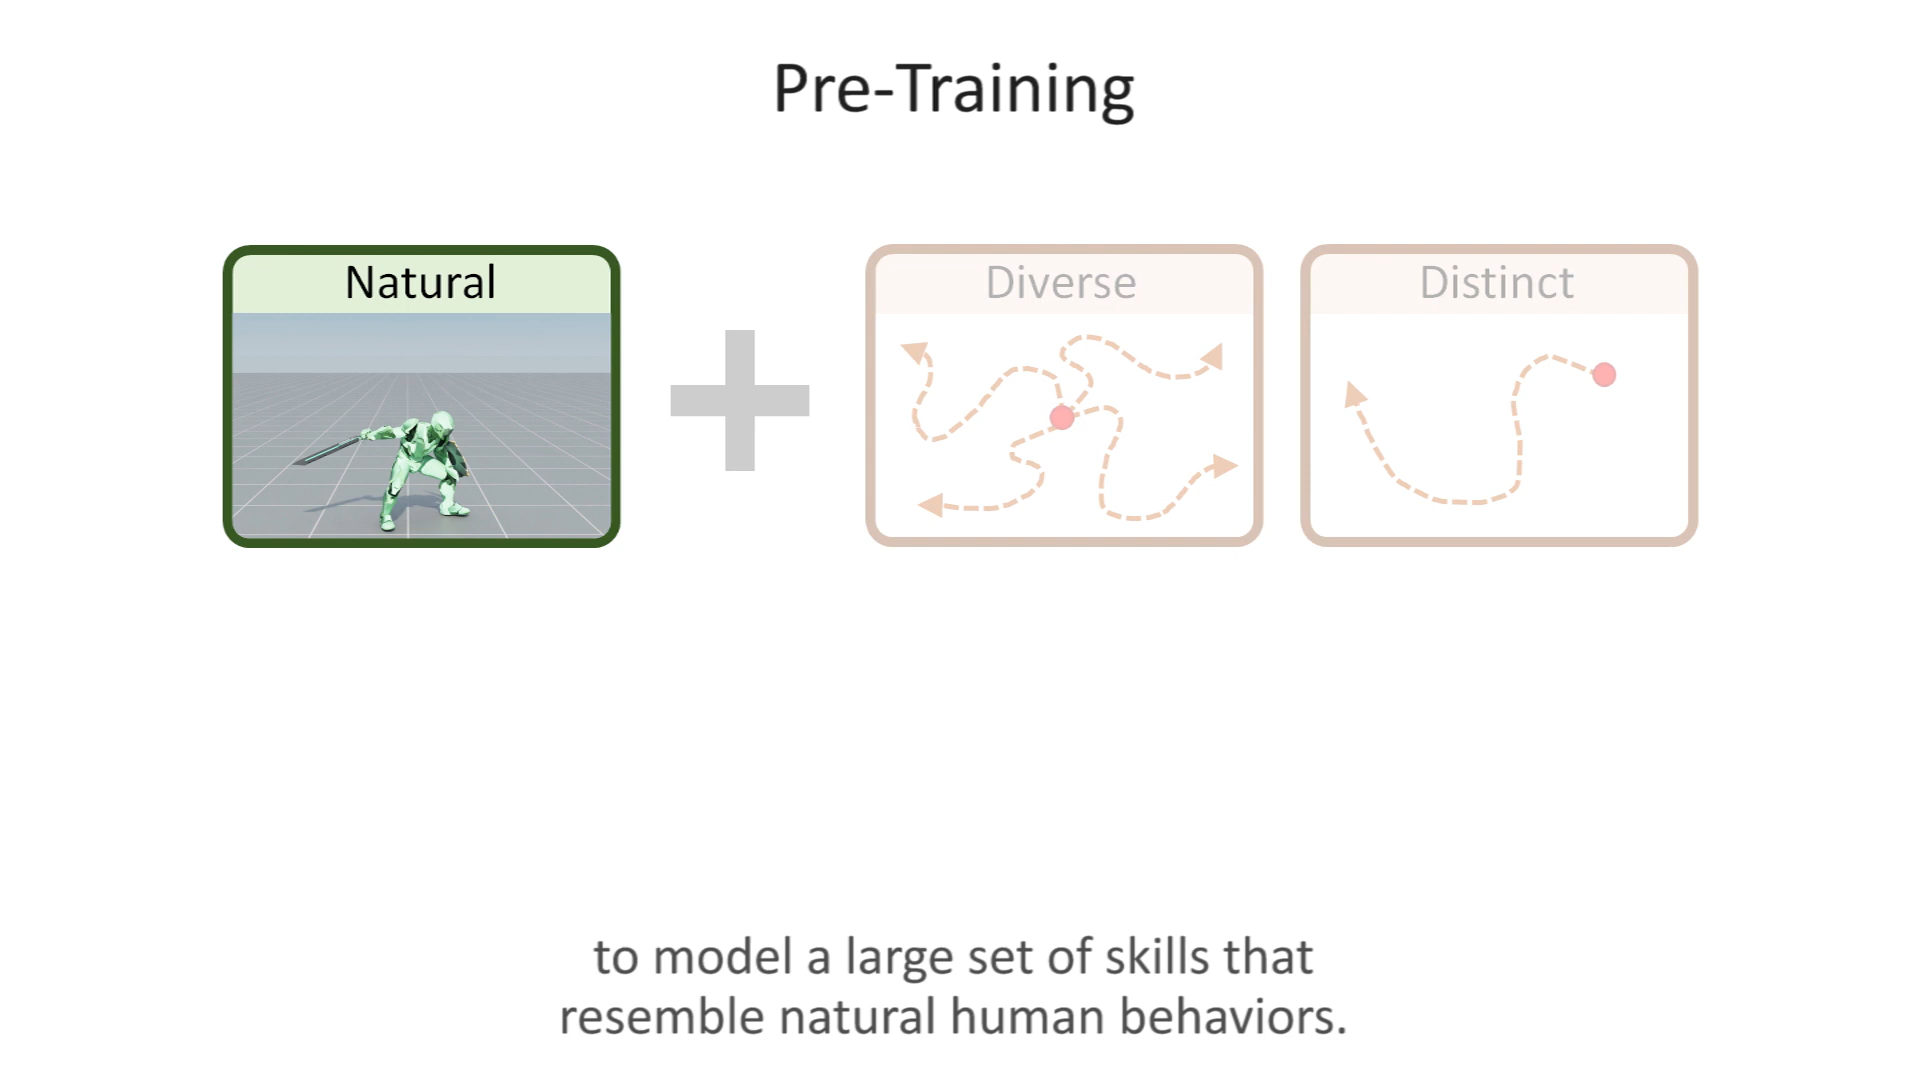 Pre-Training
Natural
Diverse
Distinct
to model a large set of skills that
resemble natural human behaviors.